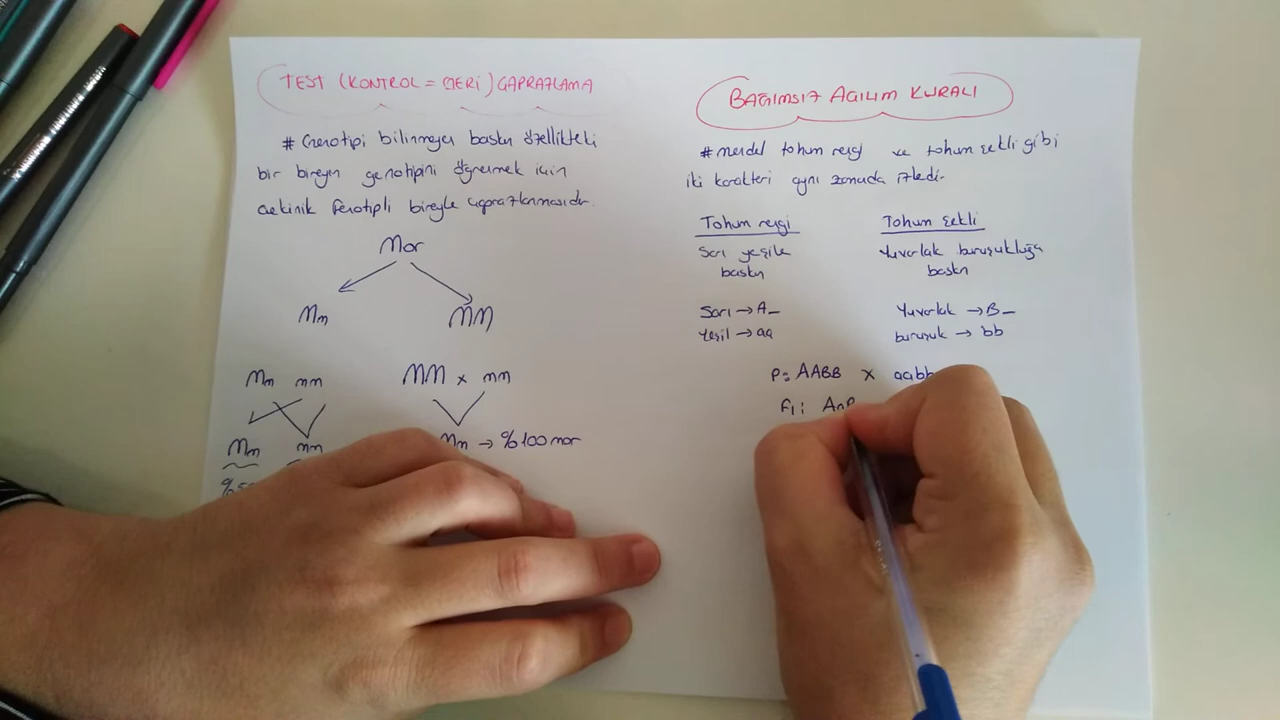 TEST (KONTROL = GERİ) ÇAPRAZLAMA
# Genotipi bilinmeyen baskın özellikteki
bir bireyin genotipini öğrenmek için
çekinik fenotipli bireyle çaprazlanmasıdır.
Mor
Mm MM
Mm mm MM x mm
Mm mm Mm → %100 mor
BAĞIMSIZ AÇILIM KURALI
# mendel tohum rengi ve tohum şekli gibi
iki karakteri aynı zamanda izledi.
Tohum rengi Tohum şekli
Sarı yeşile Yuvarlak buruşukluğa
baskın baskın
Sarı → A_ Yuvarlak → B_
Yeşil → aa buruşuk → bb
P: AABB x aabb
F1: AaB